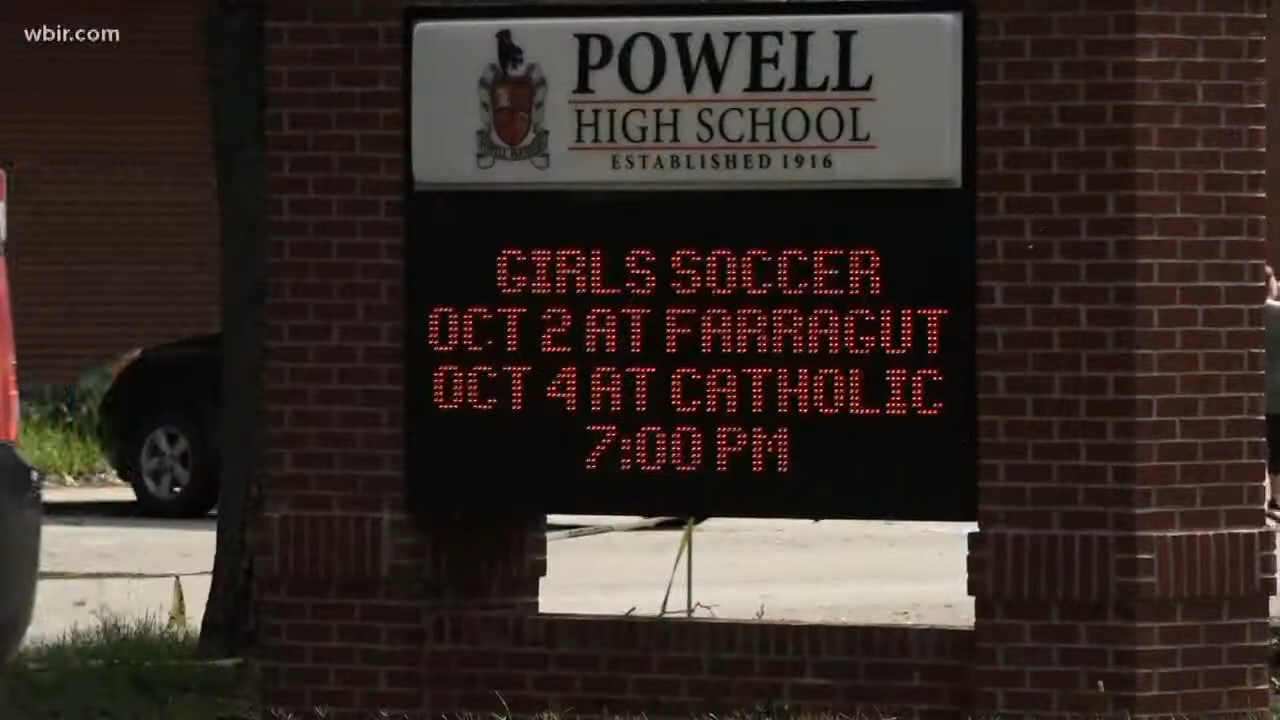 wbir.com
POWELL
HIGH SCHOOL
ESTABLISHED 1916
GIRLS SOCCER
OCT 2 AT FARRAGUT
OCT 4 AT CATHOLIC
7:00 PM